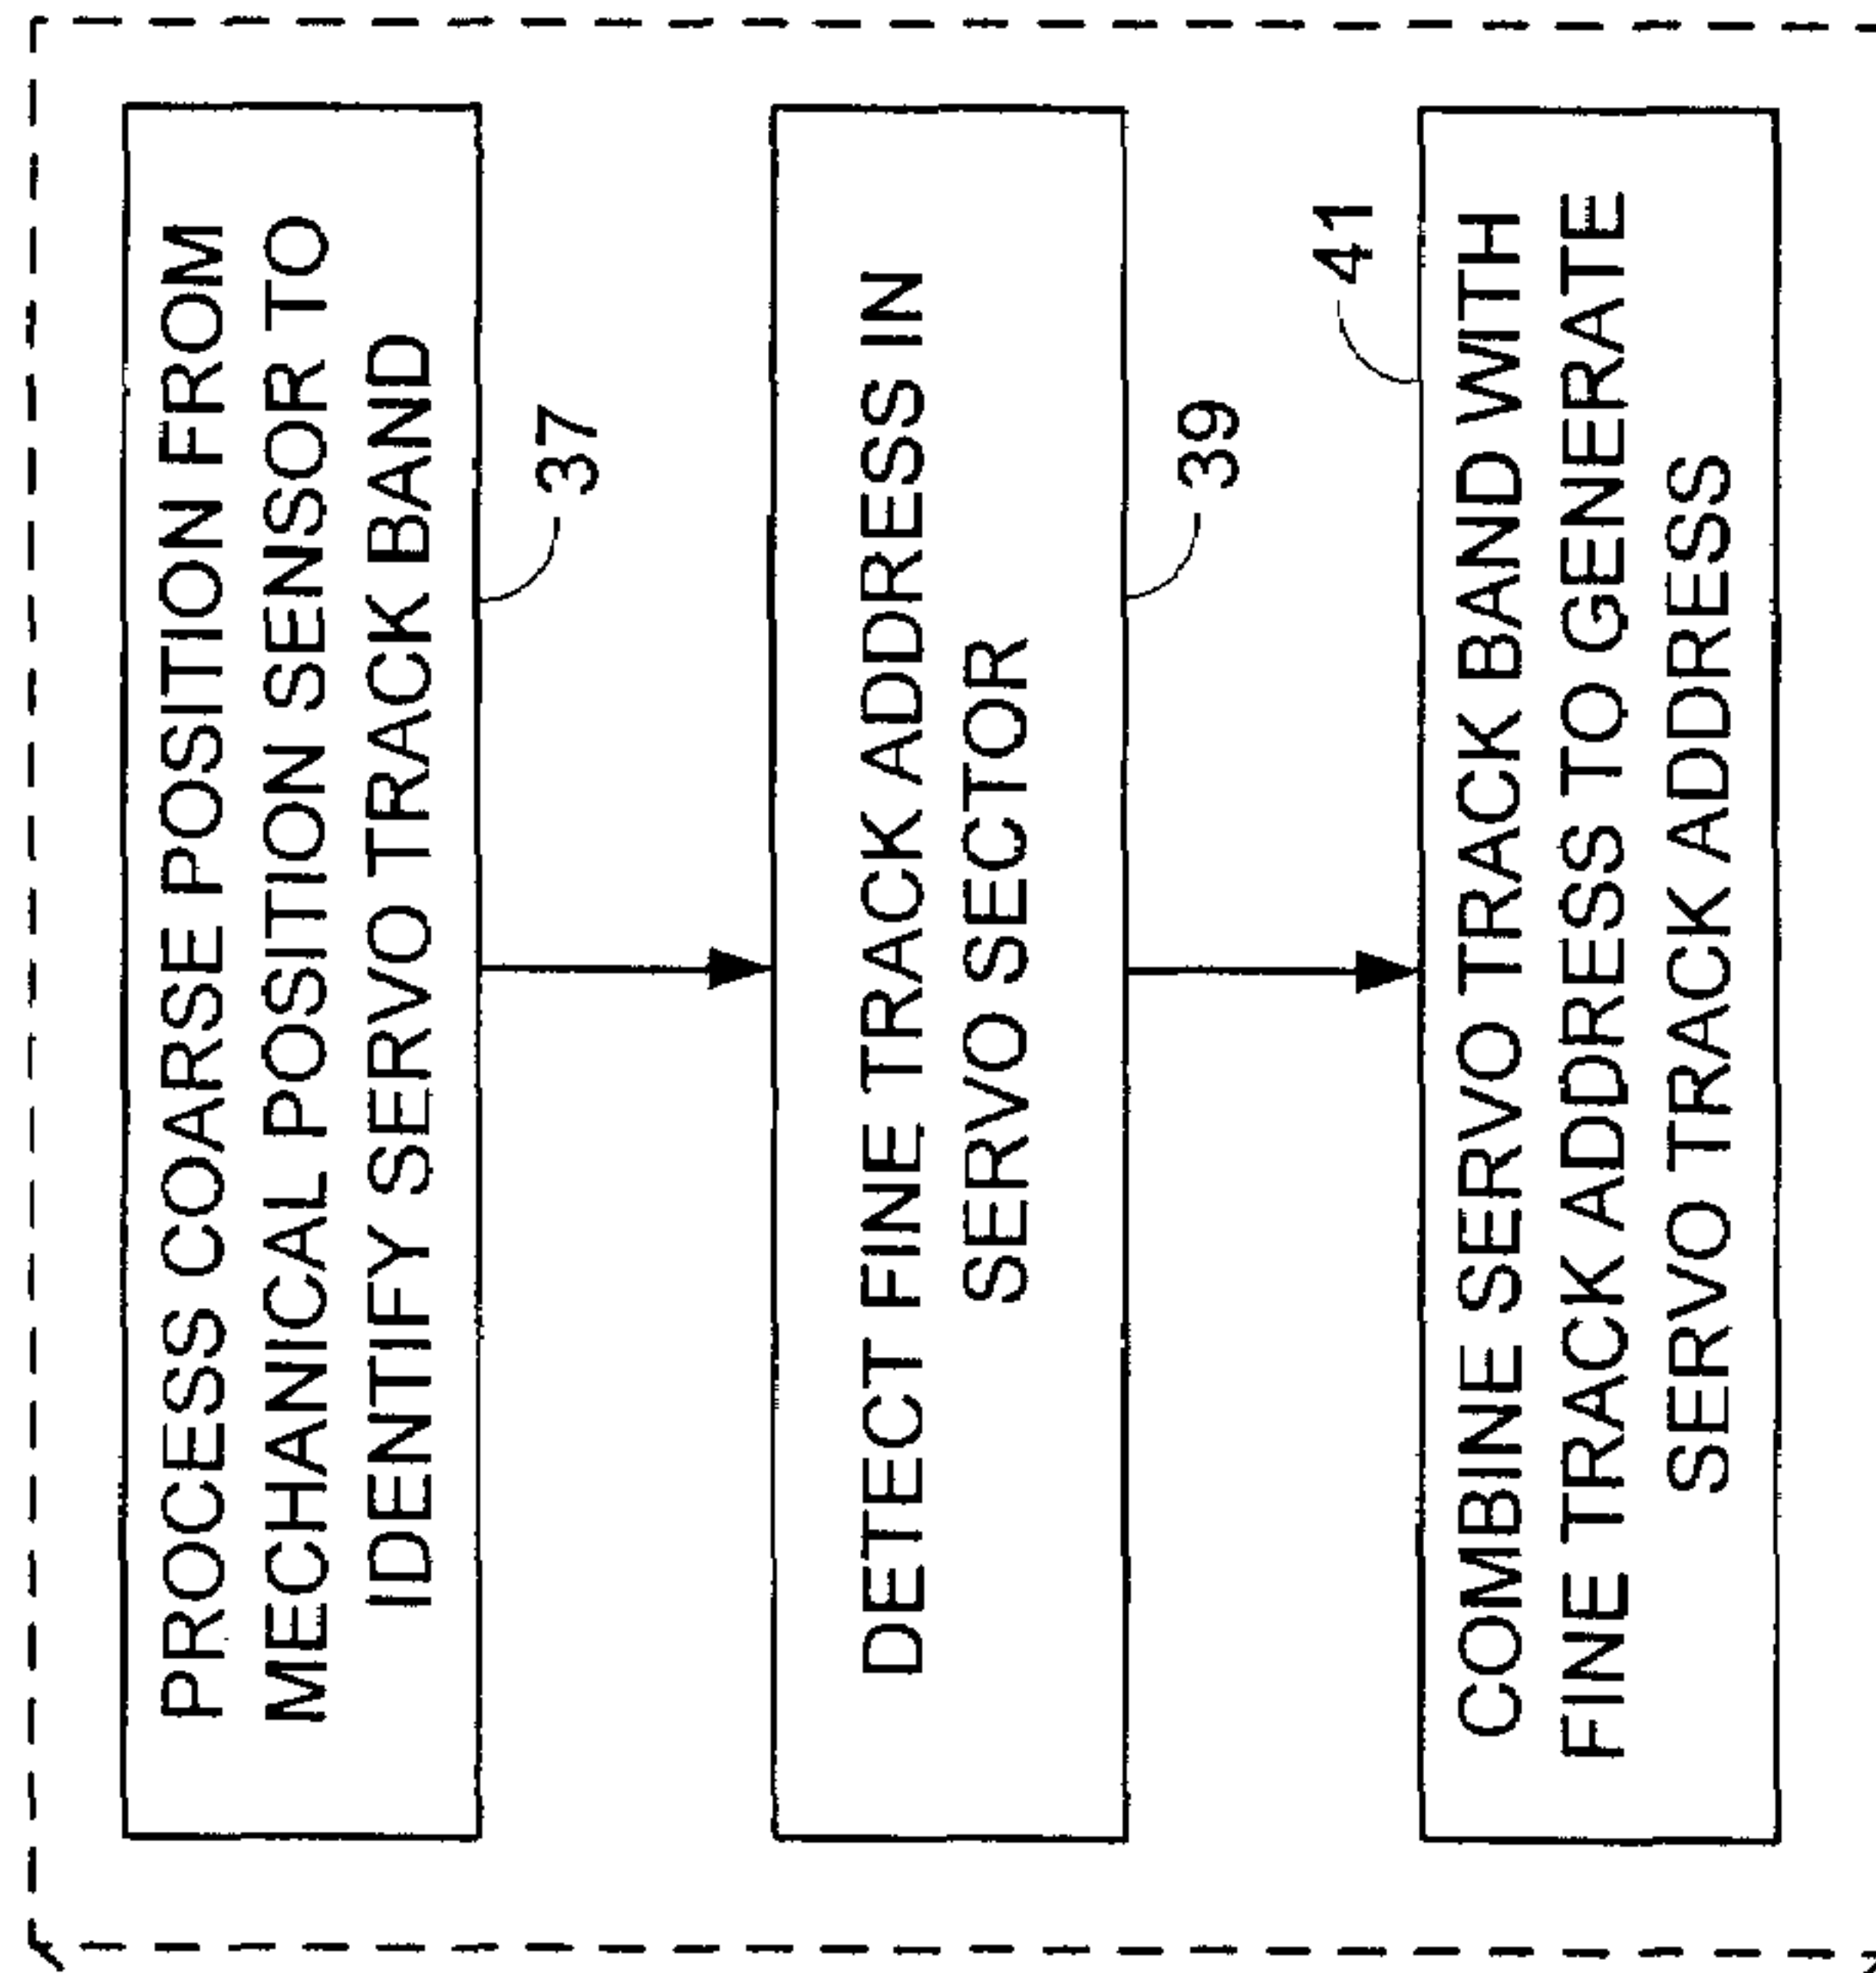 PROCESS COARSE POSITION FROM
MECHANICAL POSITION SENSOR TO
IDENTIFY SERVO TRACK BAND
37
DETECT FINE TRACK ADDRESS IN
SERVO SECTOR
39
41
COMBINE SERVO TRACK BAND WITH
FINE TRACK ADDRESS TO GENERATE
SERVO TRACK ADDRESS